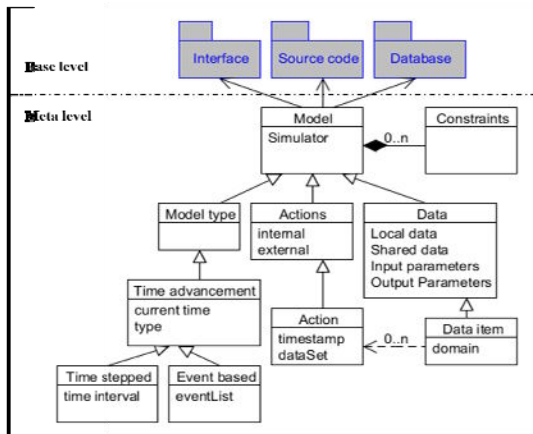 Interface
Source code
Database
Base level
Meta level
Model
Simulator
Constraints
0..n
Model type
Actions
internal
external
Data
Local data
Shared data
Input parameters
Output Parameters
Time advancement
current time
type
Action
timestamp
dataSet
0..n
Data item
domain
Time stepped
time interval
Event based
eventList